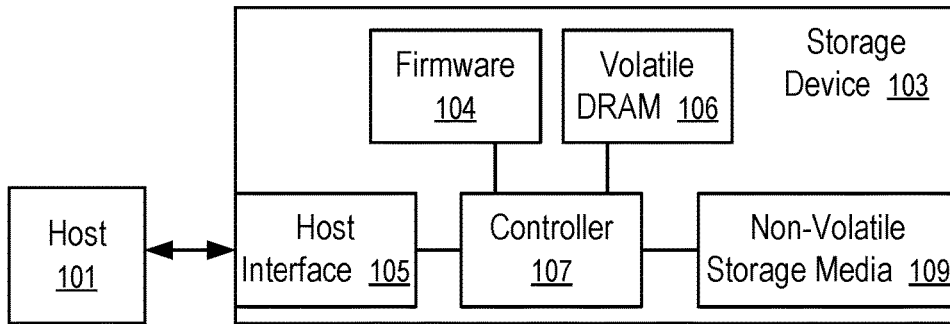 Storage
Device 103
Firmware
104
Volatile
DRAM 106
Host
101
Host
Interface 105
Controller
107
Non-Volatile
Storage Media 109